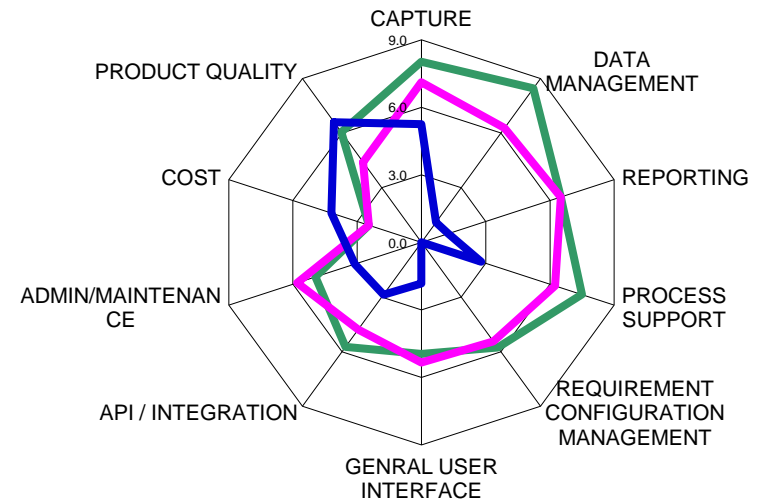 CAPTURE
9.0
DATA
MANAGEMENT
PRODUCT QUALITY
6.0
COST
3.0
REPORTING
0.0
ADMIN/MAINTENAN
CE
PROCESS
SUPPORT
API / INTEGRATION
REQUIREMENT
CONFIGURATION
MANAGEMENT
GENRAL USER
INTERFACE